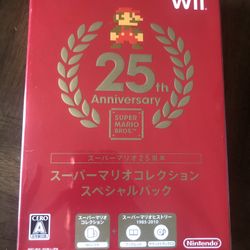 Wii
25th
Anniversary
SUPER MARIO
BROS.™
スーパーマリオ25周年
スーパーマリオコレクション
スペシャルパック
CERO
A
スーパーマリオ
コレクション
スーパーマリオヒストリー
1985-2010
Nintendo